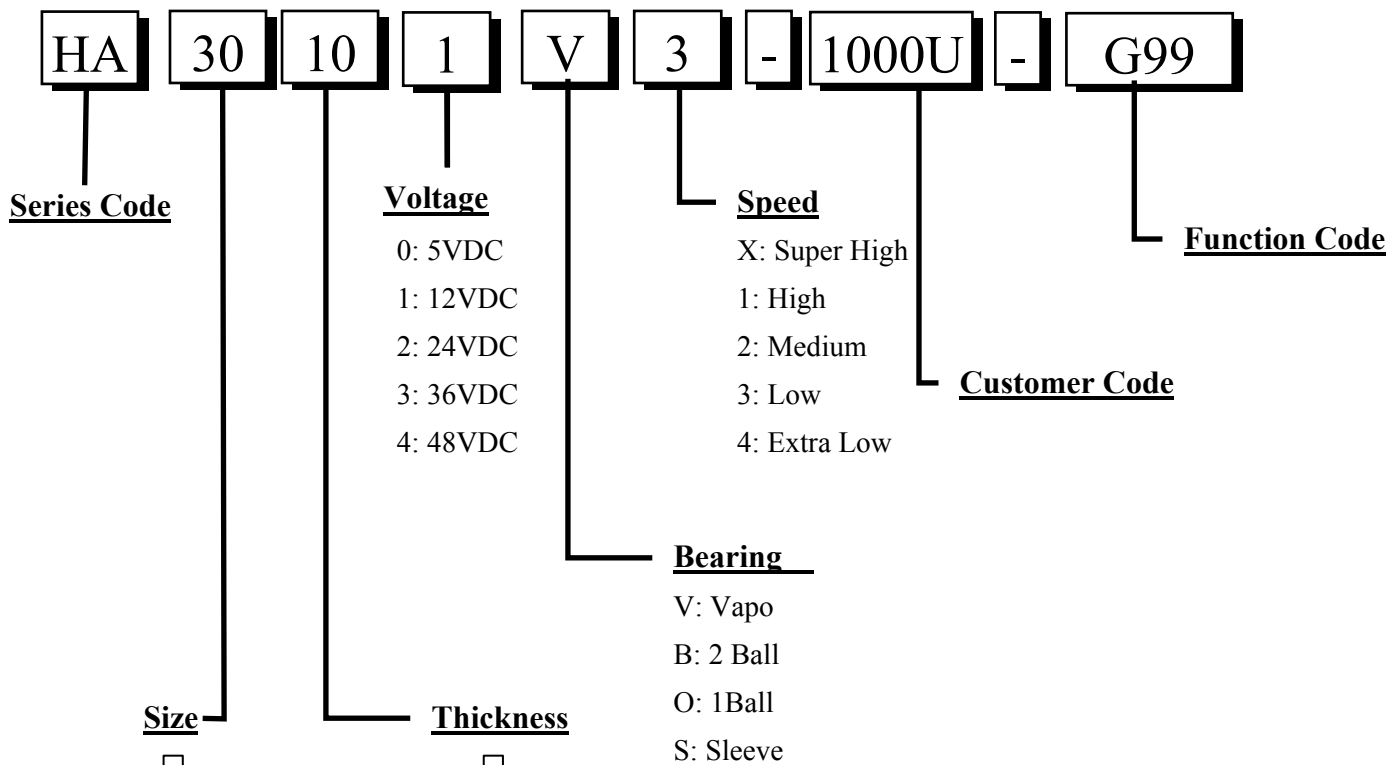 HA 30 10 1 V 3 - 1000U - G99
Series Code
Voltage
0: 5VDC
1: 12VDC
2: 24VDC
3: 36VDC
4: 48VDC
Speed
X: Super High
1: High
2: Medium
3: Low
4: Extra Low
Function Code
Customer Code
Bearing
V: Vapo
B: 2 Ball
O: 1Ball
S: Sleeve
Size
Thickness